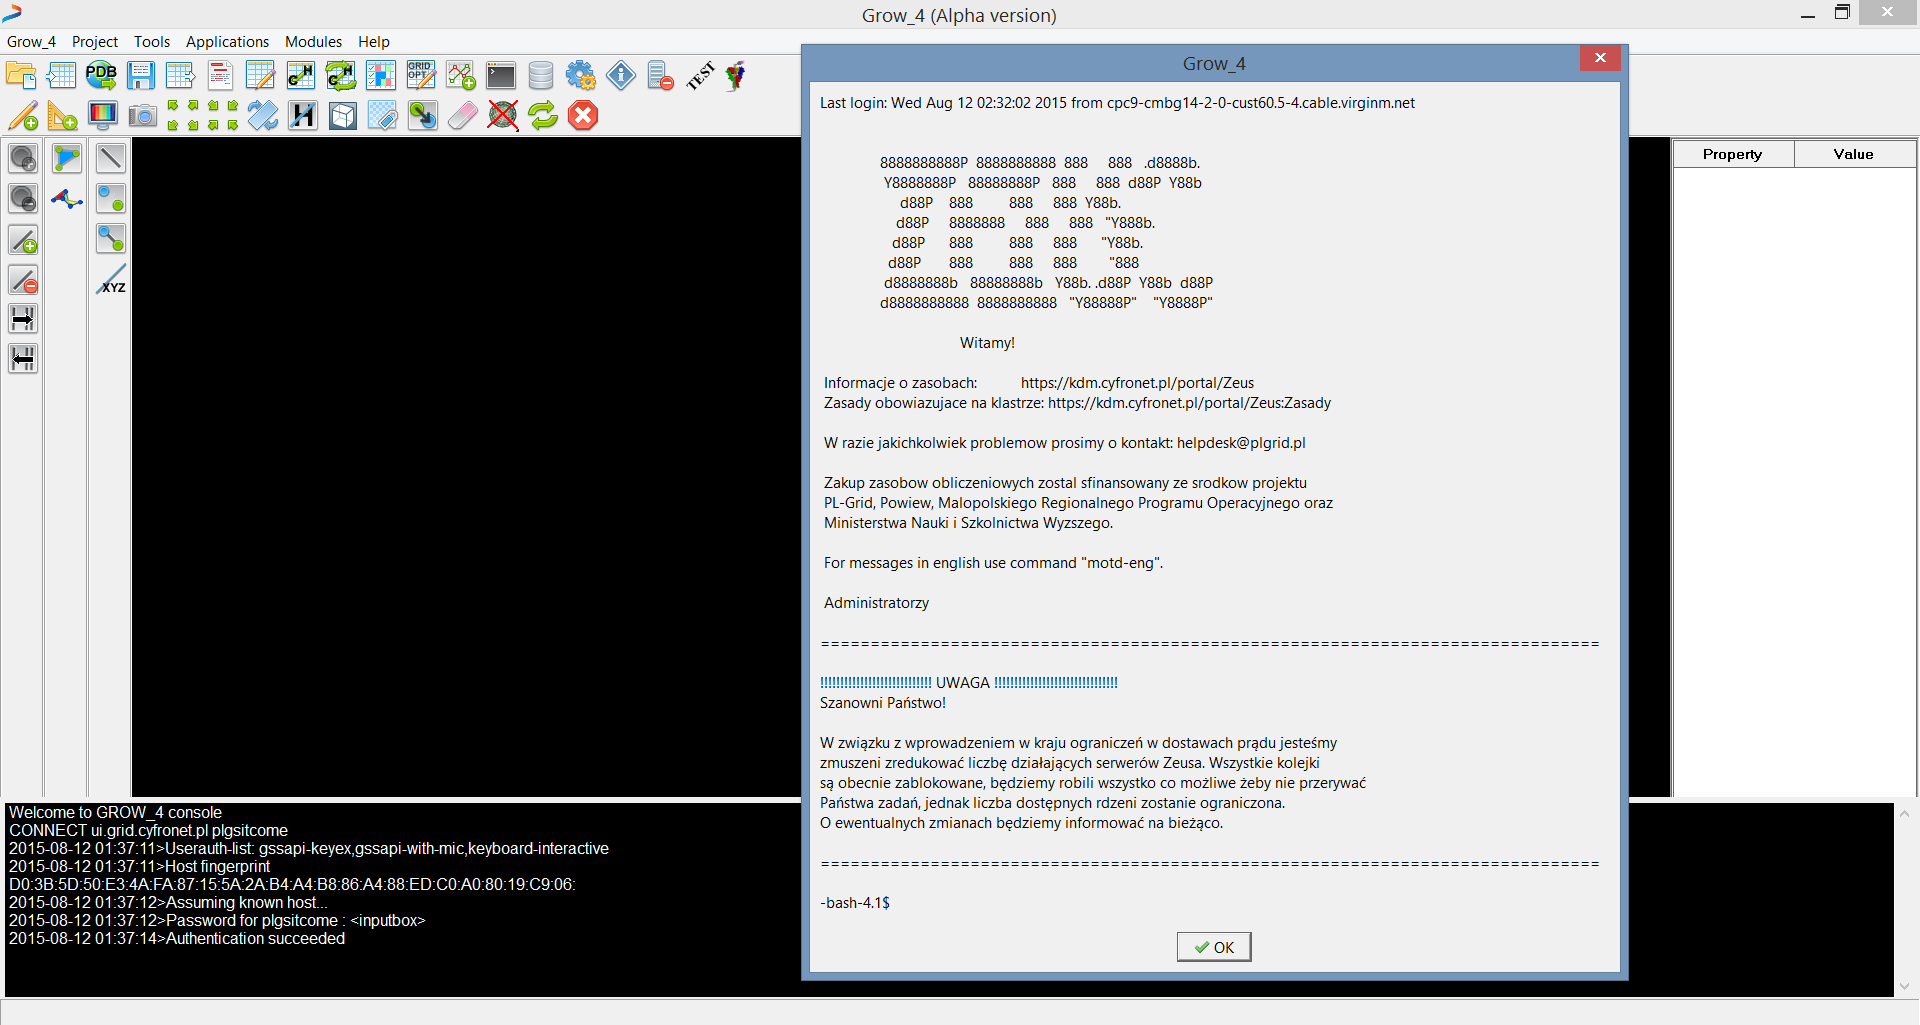 Grow_4 (Alpha version)
Grow_4 Project Tools Applications Modules Help
PDB
GRID
OPT
TEST
XYZ
Property Value
Grow_4
Last login: Wed Aug 12 02:32:02 2015 from cpc9-cmbg14-2-0-cust60.5-4.cable.virginm.net
8888888888P 8888888888 888 888 .d8888b.
Y8888888P 88888888P 888 888 d88P Y88b
d88P 888 888 888 Y88b.
d88P 8888888 888 888 "Y888b.
d88P 888 888 888 "Y88b.
d88P 888 888 888 "888
d8888888b 88888888b Y88b. .d88P Y88b d88P
d8888888888 8888888888 "Y88888P" "Y8888P"
Witamy!
Informacje o zasobach: https://kdm.cyfronet.pl/portal/Zeus
Zasady obowiazujace na klastrze: https://kdm.cyfronet.pl/portal/Zeus:Zasady
W razie jakichkolwiek problemow prosimy o kontakt: helpdesk@plgrid.pl
Zakup zasobow obliczeniowych zostal sfinansowany ze srodkow projektu
PL-Grid, Powiew, Malopolskiego Regionalnego Programu Operacyjnego oraz
Ministerstwa Nauki i Szkolnictwa Wyzszego.
For messages in english use command "motd-eng".
Administratorzy
==============================================================================
!!!!!!!!!!!!!!!!!!!!!!!!!!!! UWAGA !!!!!!!!!!!!!!!!!!!!!!!!!!!!!!!
Szanowni Państwo!
W związku z wprowadzeniem w kraju ograniczeń w dostawach prądu jesteśmy
zmuszeni zredukować liczbę działających serwerów Zeusa. Wszystkie kolejki
są obecnie zablokowane, będziemy robili wszystko co możliwe żeby nie przerywać
Państwa zadań, jednak liczba dostępnych rdzeni zostanie ograniczona.
O ewentualnych zmianach będziemy informować na bieżąco.
==============================================================================
-bash-4.1$
OK
Welcome to GROW_4 console
CONNECT ui.grid.cyfronet.pl plgsitcome
2015-08-12 01:37:11>Userauth-list: gssapi-keyex,gssapi-with-mic,keyboard-interactive
2015-08-12 01:37:11>Host fingerprint
D0:3B:5D:50:E3:4A:FA:87:15:5A:2A:B4:A4:B8:86:A4:88:ED:C0:A0:80:19:C9:06:
2015-08-12 01:37:12>Assuming known host...
2015-08-12 01:37:12>Password for plgsitcome : <inputbox>
2015-08-12 01:37:14>Authentication succeeded